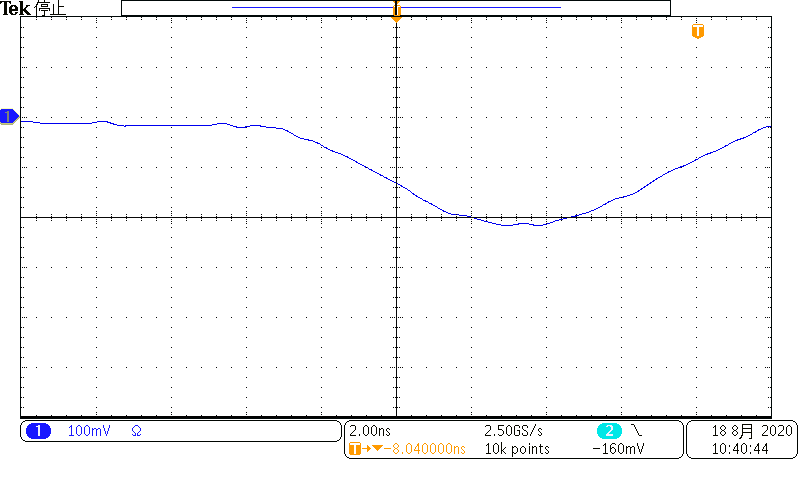 Tek 停止
T
T
1
1 100mV Ω
2.00ns 2.50GS/s 2
T→▼-8.040000ns 10k points -160mV
18 8月 2020
10:40:44